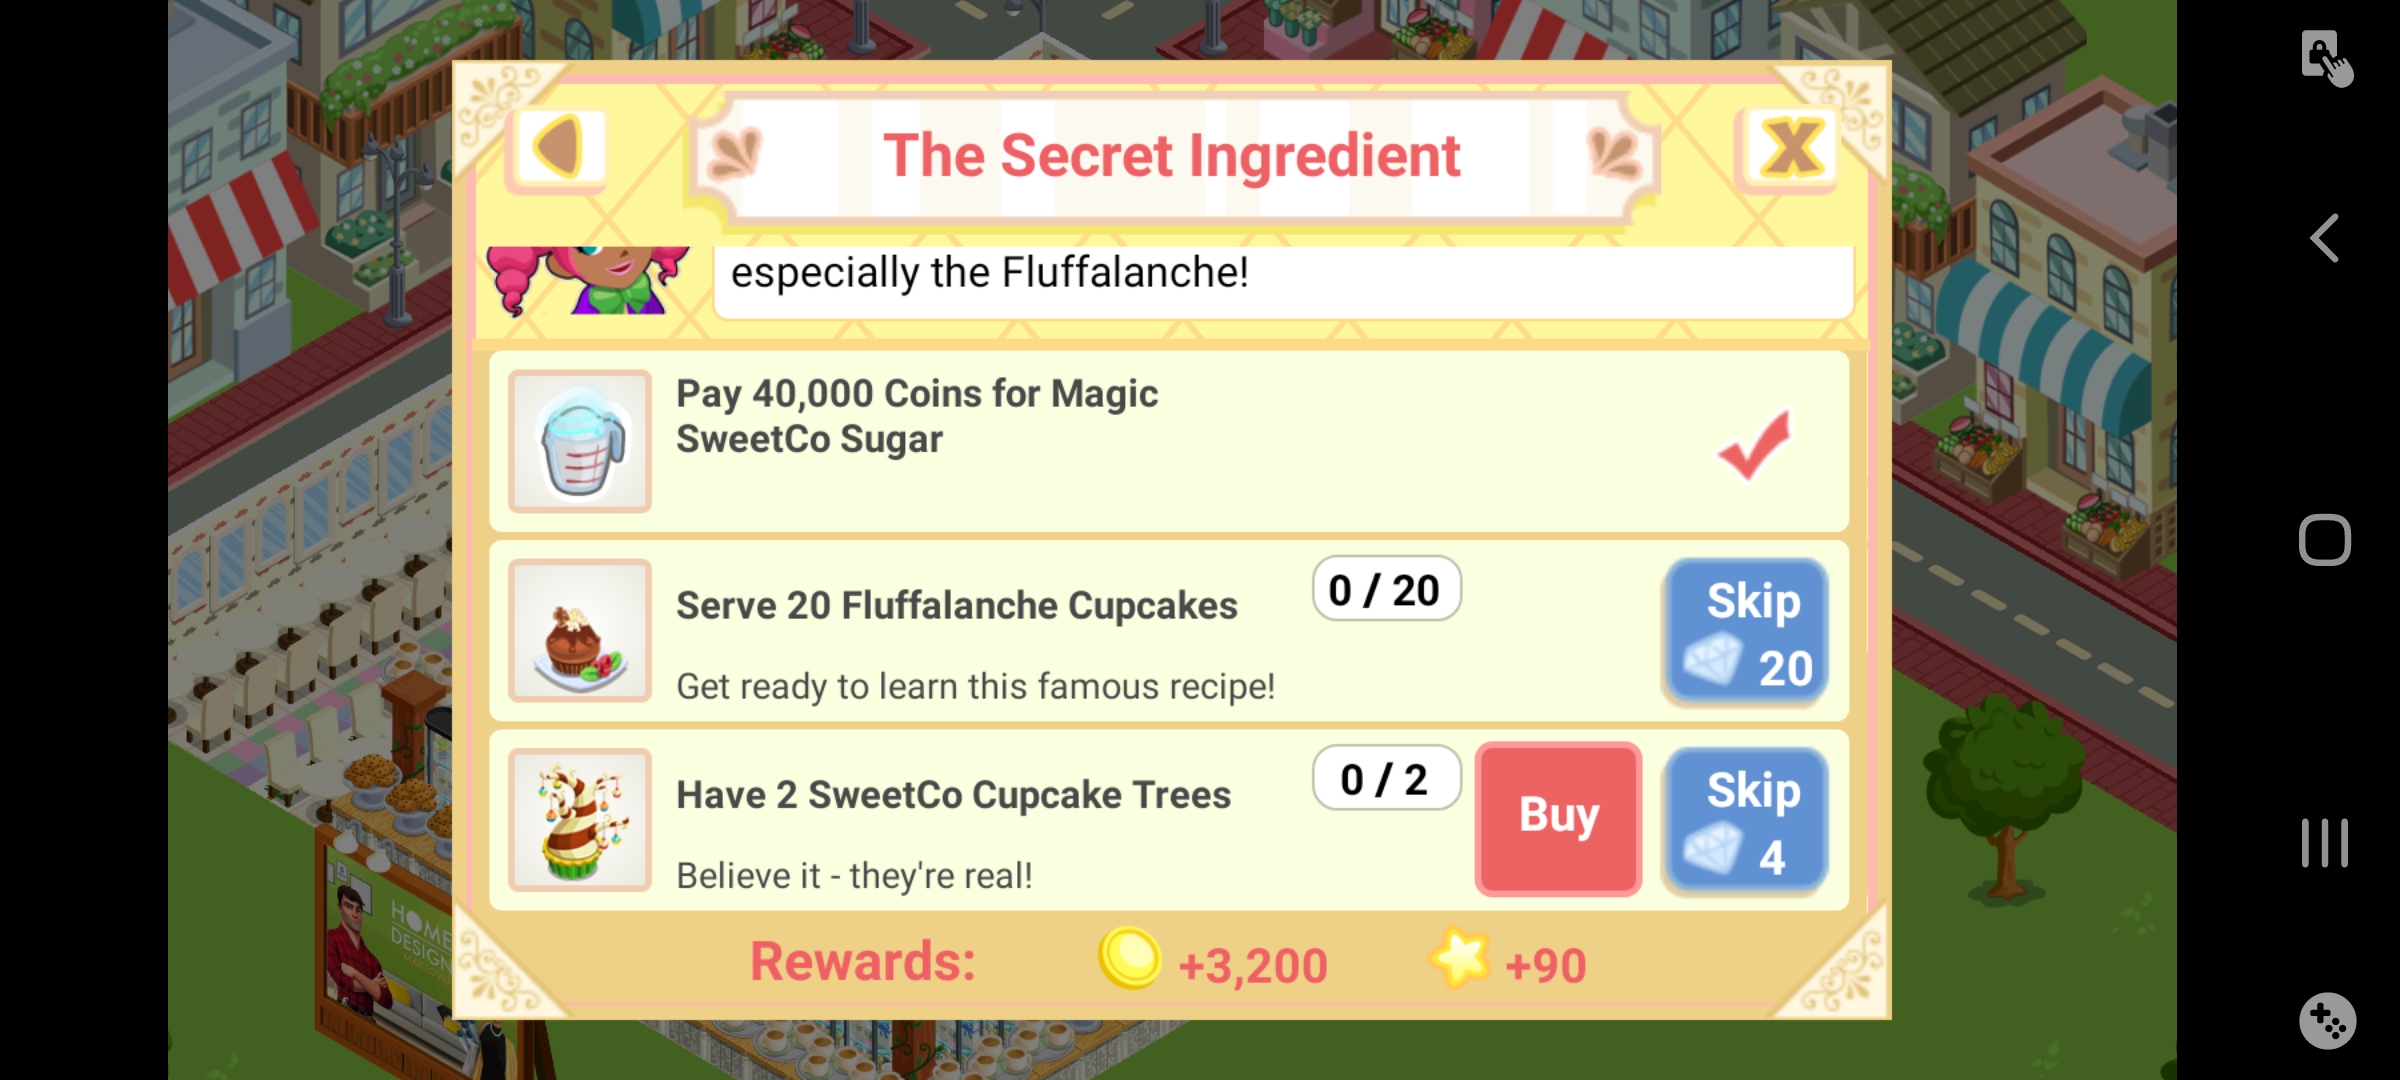 The Secret Ingredient
especially the Fluffalanche!
Pay 40,000 Coins for Magic
SweetCo Sugar
Serve 20 Fluffalanche Cupcakes
0 / 20
Skip
20
Get ready to learn this famous recipe!
Have 2 SweetCo Cupcake Trees
0 / 2
Buy
Skip
4
Believe it - they're real!
HOME
DESIGN
Rewards:
+3,200
+90